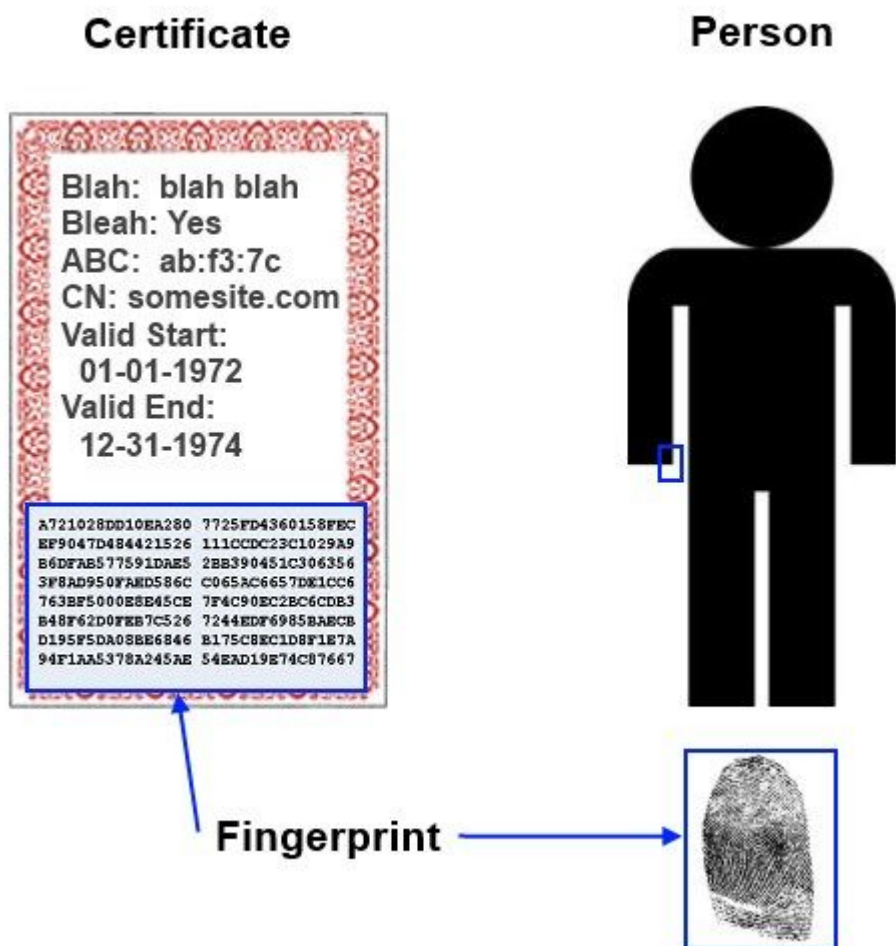 Certificate
Person
Blah:  blah blah
Bleah: Yes
ABC:  ab:f3:7c
CN: somesite.com
Valid Start:
01-01-1972
Valid End:
12-31-1974
A721028DD10EA280 7725FD4360158FEC
EF9047D484421526 111CCDC23C1029A9
B6DFAB577591DAE5 2BB390451C306356
3F8AD950FAED586C C065AC6657DE1CC6
763BF5000E8E45CE 7F4C90EC2BC6CDB3
B48F62D0FEB7C526 7244EDF6985BAECB
D195F5DA08BE6846 B175C8EC1D8F1E7A
94F1AA5378A245AE 54EAD19E74C87667
Fingerprint